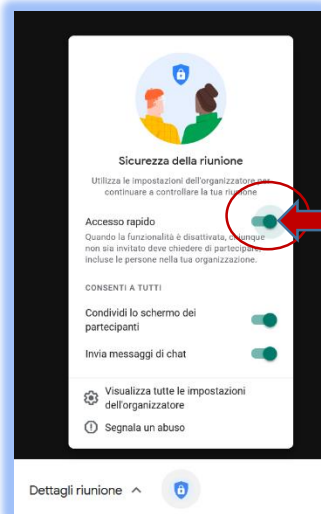 Sicurezza della riunione
Utilizza le impostazioni dell'organizzatore per
continuare a controllare la tua riunione
Accesso rapido
Quando la funzionalità è disattivata, chiunque
non sia invitato deve chiedere di partecipare,
incluse le persone nella tua organizzazione.
CONSENTI A TUTTI
Condividi lo schermo dei
partecipanti
Invia messaggi di chat
Visualizza tutte le impostazioni
dell'organizzatore
Segnala un abuso
Dettagli riunione